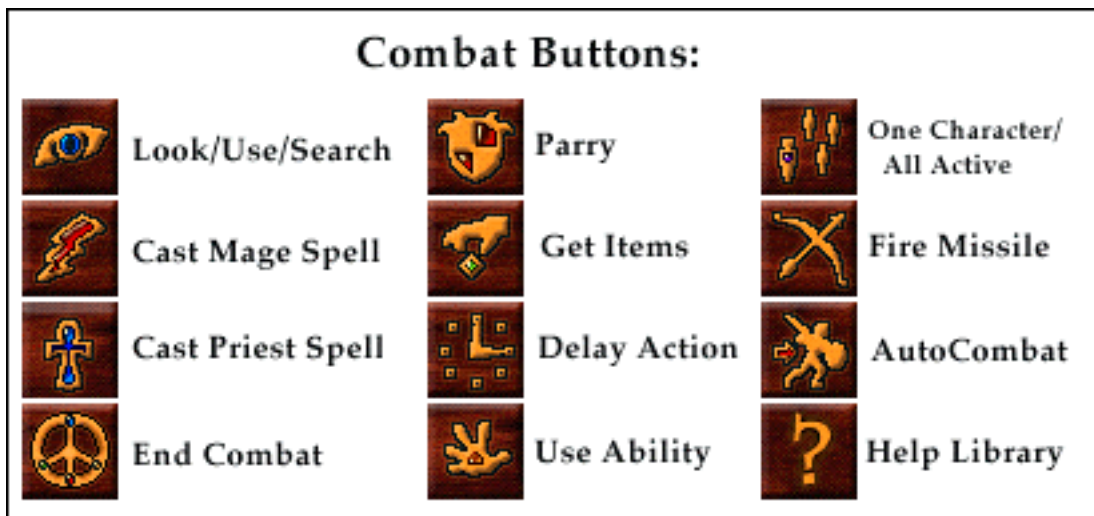 Combat Buttons:
Look/Use/Search
Parry
One Character/
All Active
Cast Mage Spell
Get Items
Fire Missile
Cast Priest Spell
Delay Action
AutoCombat
End Combat
Use Ability
Help Library